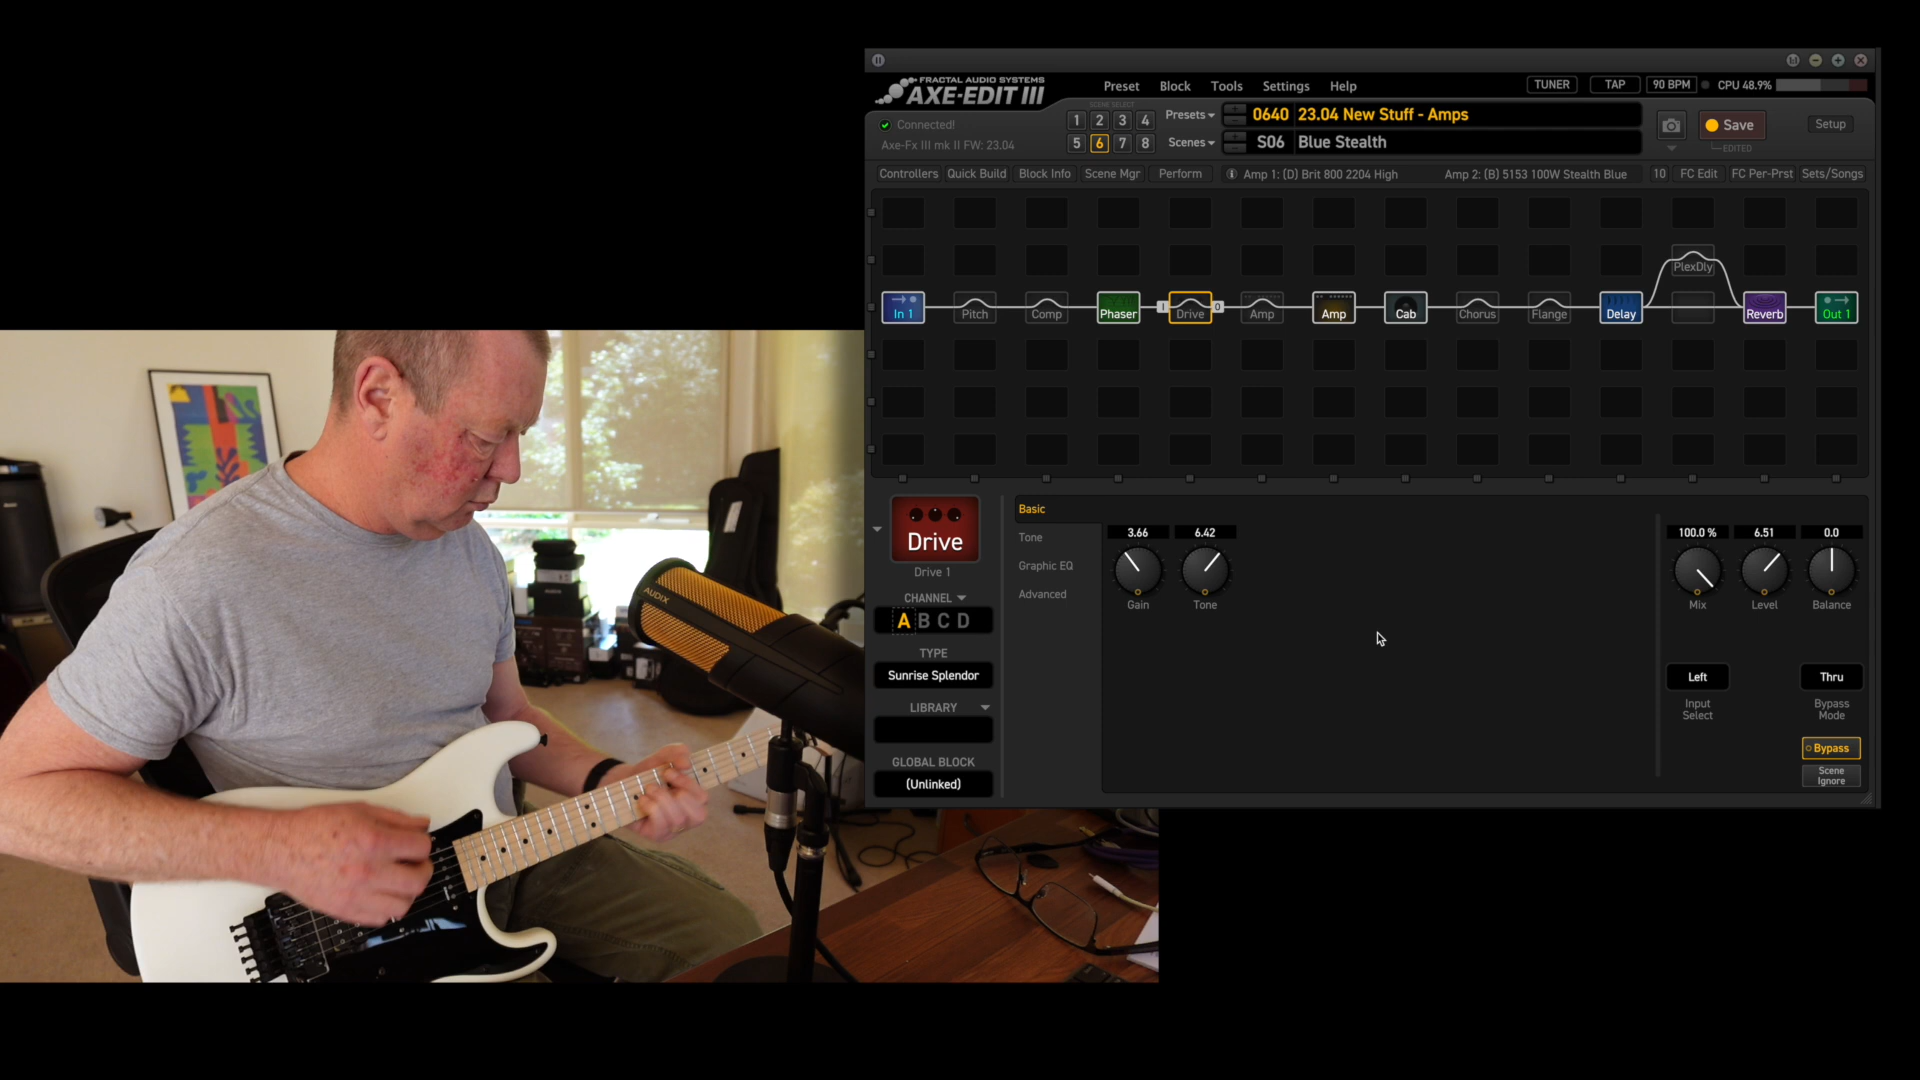 FRACTAL AUDIO SYSTEMS
AXE-EDIT III
Preset Block Tools Settings Help
TUNER TAP 90 BPM CPU 48.9%
SCENE SELECT
1 2 3 4
5 6 7 8
Presets 0640 23.04 New Stuff - Amps
Scenes S06 Blue Stealth
Connected!
Axe-Fx III mk II FW: 23.04
Save
EDITED
Setup
Controllers Quick Build Block Info Scene Mgr Perform
Amp 1: (D) Brit 800 2204 High Amp 2: (B) 5153 100W Stealth Blue
10 FC Edit FC Per-Prst Sets/Songs
PlexDly
In 1 Pitch Comp Phaser I Drive O Amp Amp Cab Chorus Flange Delay Reverb Out 1
Drive
Drive 1
CHANNEL
A B C D
TYPE
Sunrise Splendor
LIBRARY
GLOBAL BLOCK
(Unlinked)
Basic
Tone
Graphic EQ
Advanced
3.66 6.42
Gain Tone
100.0 % 6.51 0.0
Mix Level Balance
Left Thru
Input Select
Bypass Mode
Bypass
Scene Ignore
AUDIX